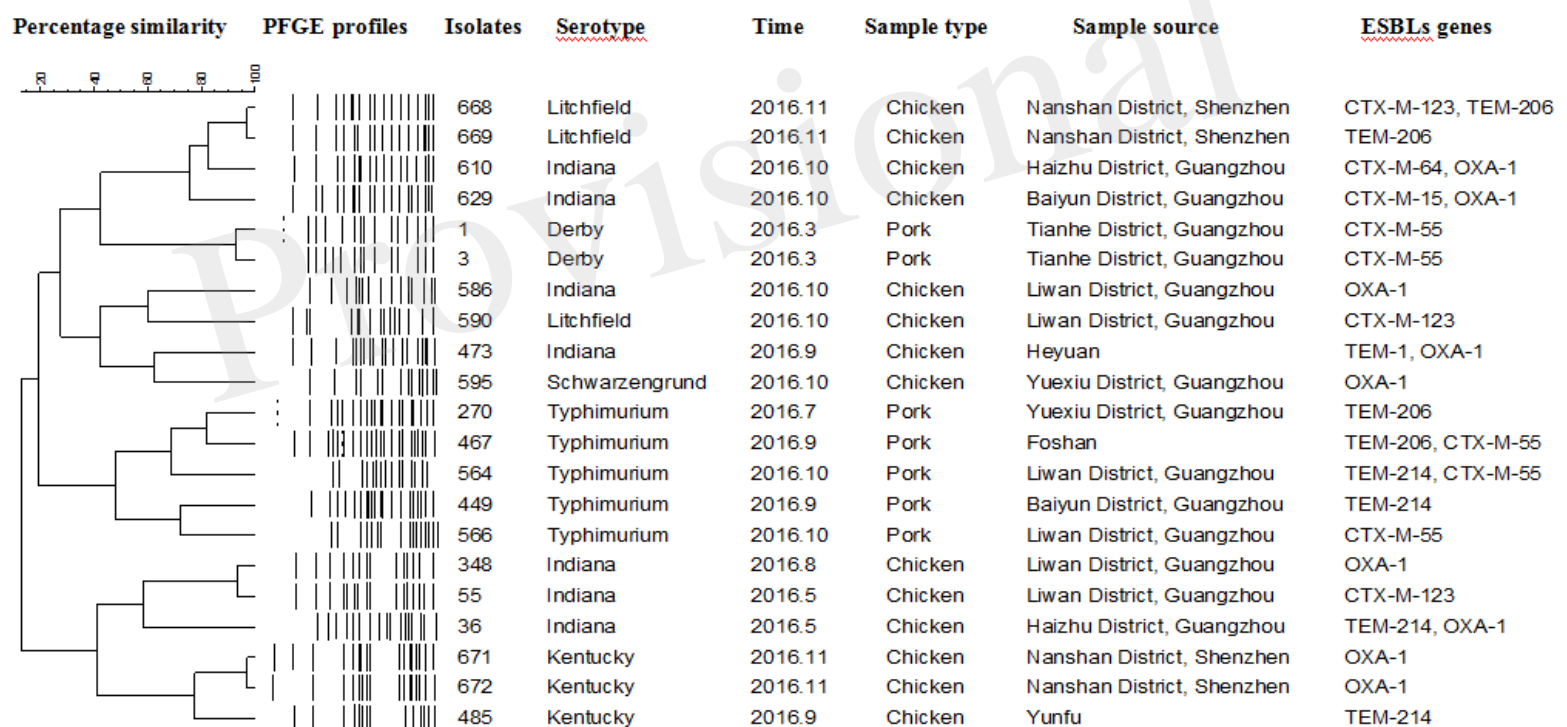 Percentage similarity PFGE profiles Isolates Serotype Time Sample type Sample source ESBLs genes
20 40 60 80 100
668 Litchfield 2016.11 Chicken Nanshan District, Shenzhen CTX-M-123, TEM-206
669 Litchfield 2016.11 Chicken Nanshan District, Shenzhen TEM-206
610 Indiana 2016.10 Chicken Haizhu District, Guangzhou CTX-M-64, OXA-1
629 Indiana 2016.10 Chicken Baiyun District, Guangzhou CTX-M-15, OXA-1
1 Derby 2016.3 Pork Tianhe District, Guangzhou CTX-M-55
3 Derby 2016.3 Pork Tianhe District, Guangzhou CTX-M-55
586 Indiana 2016.10 Chicken Liwan District, Guangzhou OXA-1
590 Litchfield 2016.10 Chicken Liwan District, Guangzhou CTX-M-123
473 Indiana 2016.9 Chicken Heyuan TEM-1, OXA-1
595 Schwarzengrund 2016.10 Chicken Yuexiu District, Guangzhou OXA-1
270 Typhimurium 2016.7 Pork Yuexiu District, Guangzhou TEM-206
467 Typhimurium 2016.9 Pork Foshan TEM-206, CTX-M-55
564 Typhimurium 2016.10 Pork Liwan District, Guangzhou TEM-214, CTX-M-55
449 Typhimurium 2016.9 Pork Baiyun District, Guangzhou TEM-214
566 Typhimurium 2016.10 Pork Liwan District, Guangzhou CTX-M-55
348 Indiana 2016.8 Chicken Liwan District, Guangzhou OXA-1
55 Indiana 2016.5 Chicken Liwan District, Guangzhou CTX-M-123
36 Indiana 2016.5 Chicken Haizhu District, Guangzhou TEM-214, OXA-1
671 Kentucky 2016.11 Chicken Nanshan District, Shenzhen OXA-1
672 Kentucky 2016.11 Chicken Nanshan District, Shenzhen OXA-1
485 Kentucky 2016.9 Chicken Yunfu TEM-214
Provisional